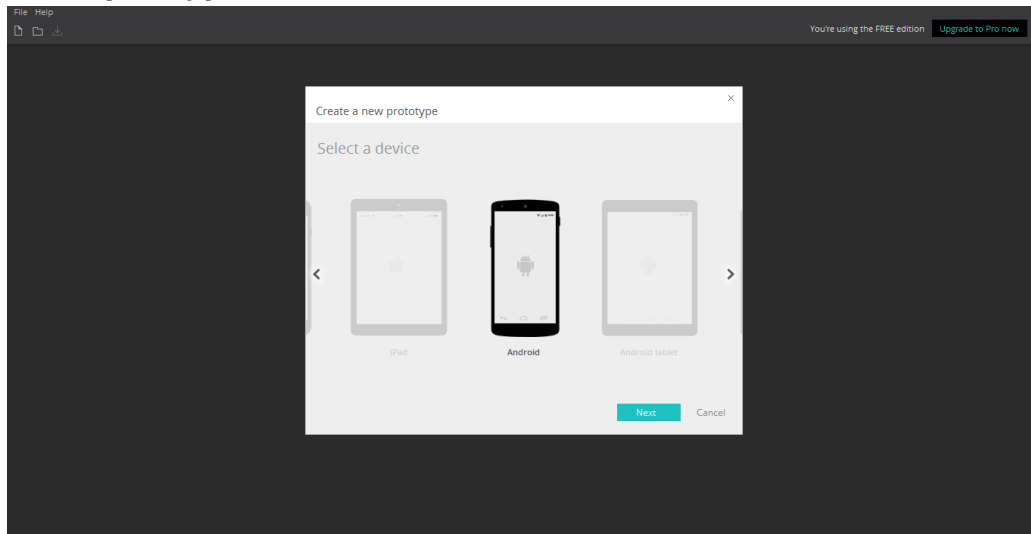 File Help
You're using the FREE edition Upgrade to Pro now
Create a new prototype
Select a device
iPad Android Android tablet
Next Cancel